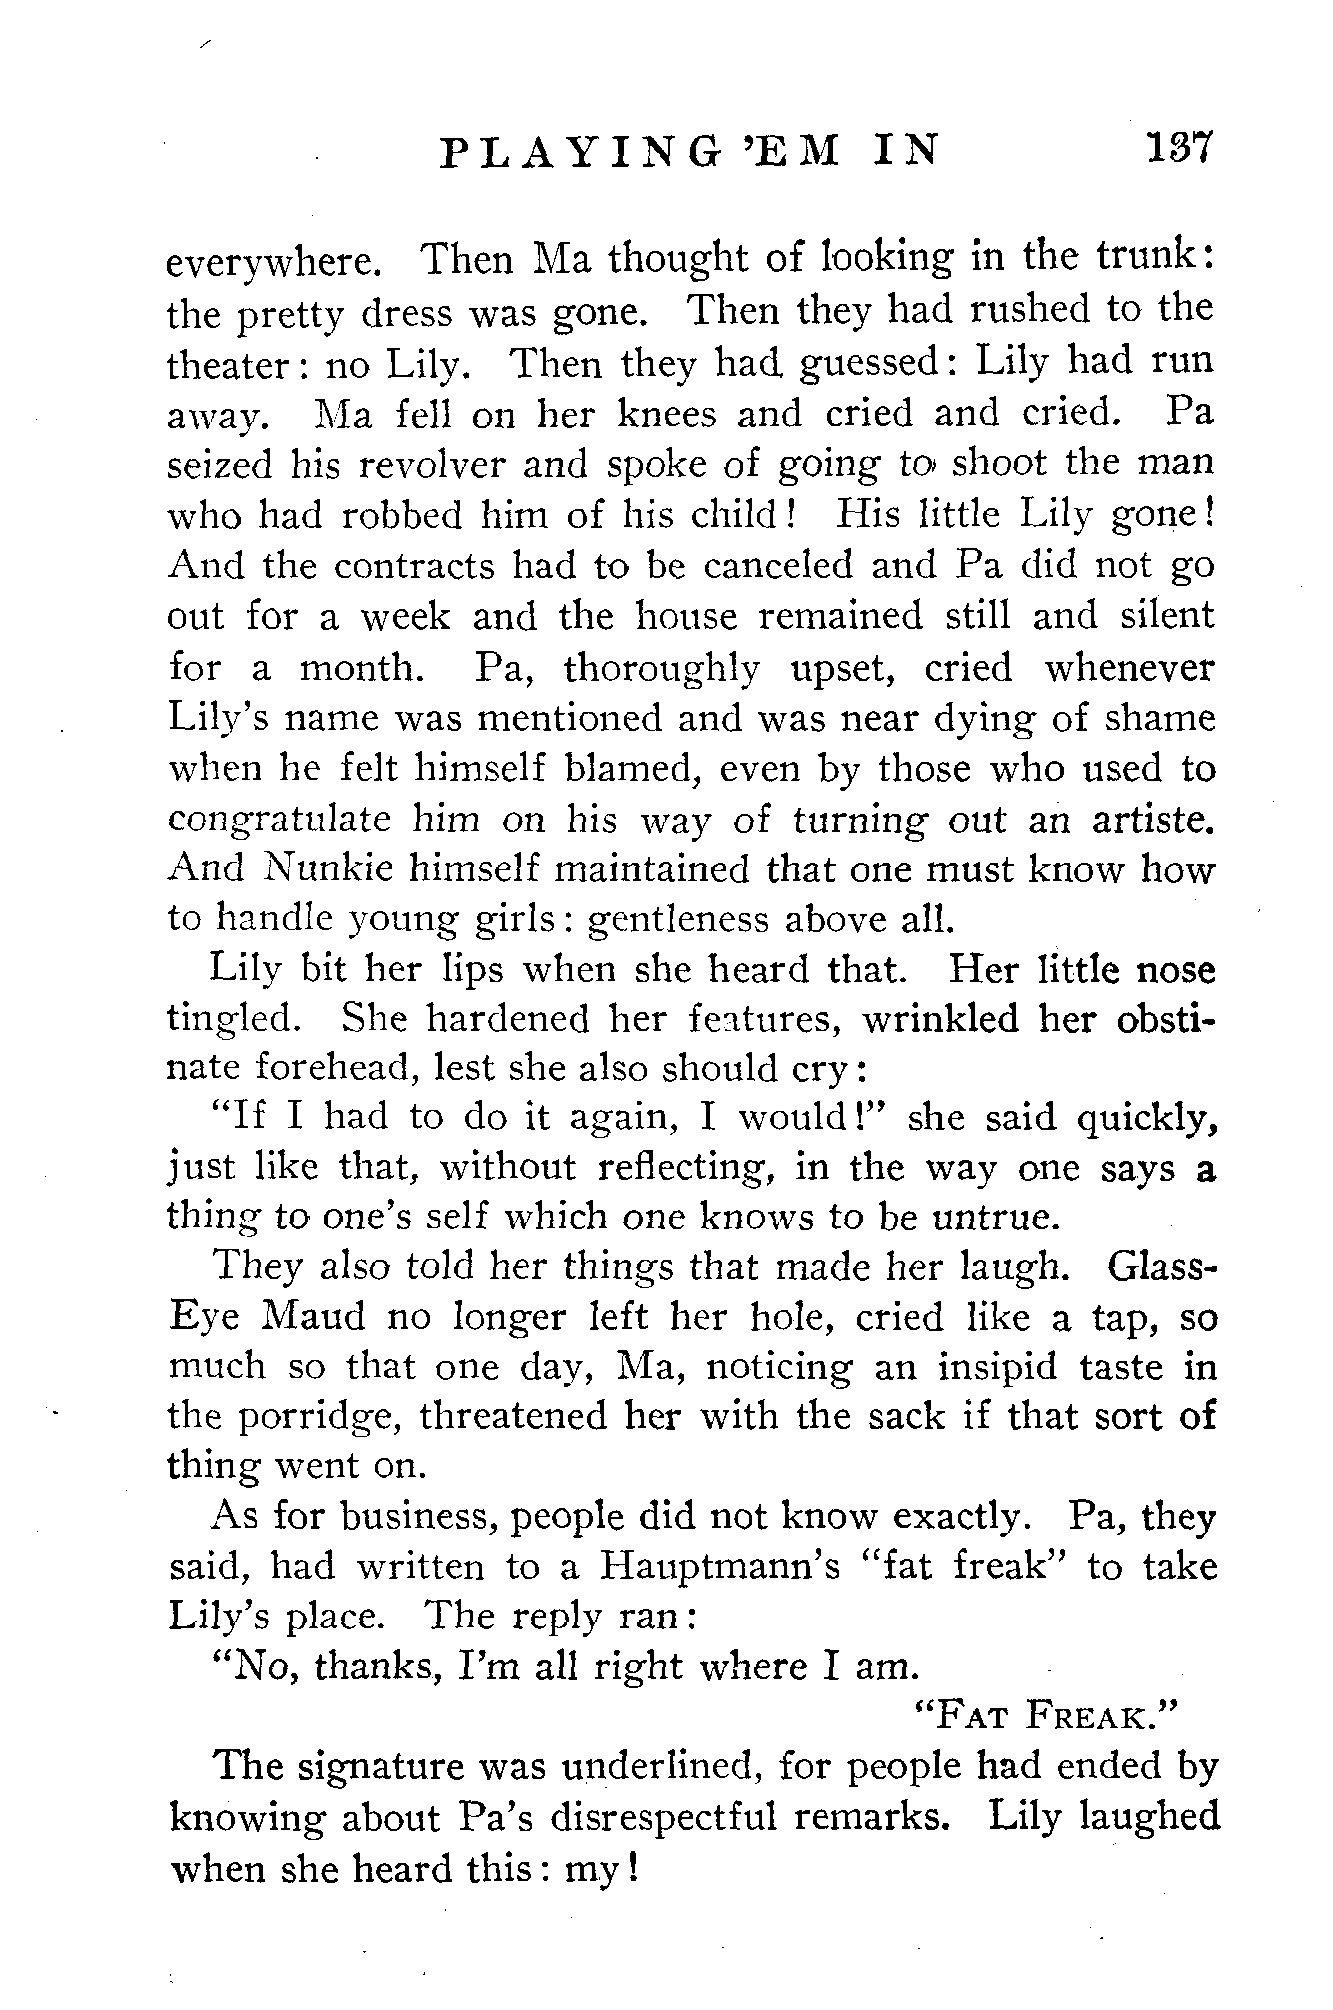 PLAYING 'EM IN 137
everywhere. Then Ma thought of looking in the trunk:
the pretty dress was gone. Then they had rushed to the
theater: no Lily. Then they had guessed: Lily had run
away. Ma fell on her knees and cried and cried. Pa
seized his revolver and spoke of going to shoot the man
who had robbed him of his child! His little Lily gone!
And the contracts had to be canceled and Pa did not go
out for a week and the house remained still and silent
for a month. Pa, thoroughly upset, cried whenever
Lily's name was mentioned and was near dying of shame
when he felt himself blamed, even by those who used to
congratulate him on his way of turning out an artiste.
And Nunkie himself maintained that one must know how
to handle young girls: gentleness above all.
Lily bit her lips when she heard that. Her little nose
tingled. She hardened her features, wrinkled her obsti-
nate forehead, lest she also should cry:
"If I had to do it again, I would!" she said quickly,
just like that, without reflecting, in the way one says a
thing to one's self which one knows to be untrue.
They also told her things that made her laugh. Glass-
Eye Maud no longer left her hole, cried like a tap, so
much so that one day, Ma, noticing an insipid taste in
the porridge, threatened her with the sack if that sort of
thing went on.
As for business, people did not know exactly. Pa, they
said, had written to a Hauptmann's "fat freak" to take
Lily's place. The reply ran:
"No, thanks, I'm all right where I am.
"FAT FREAK."
The signature was underlined, for people had ended by
knowing about Pa's disrespectful remarks. Lily laughed
when she heard this: my!